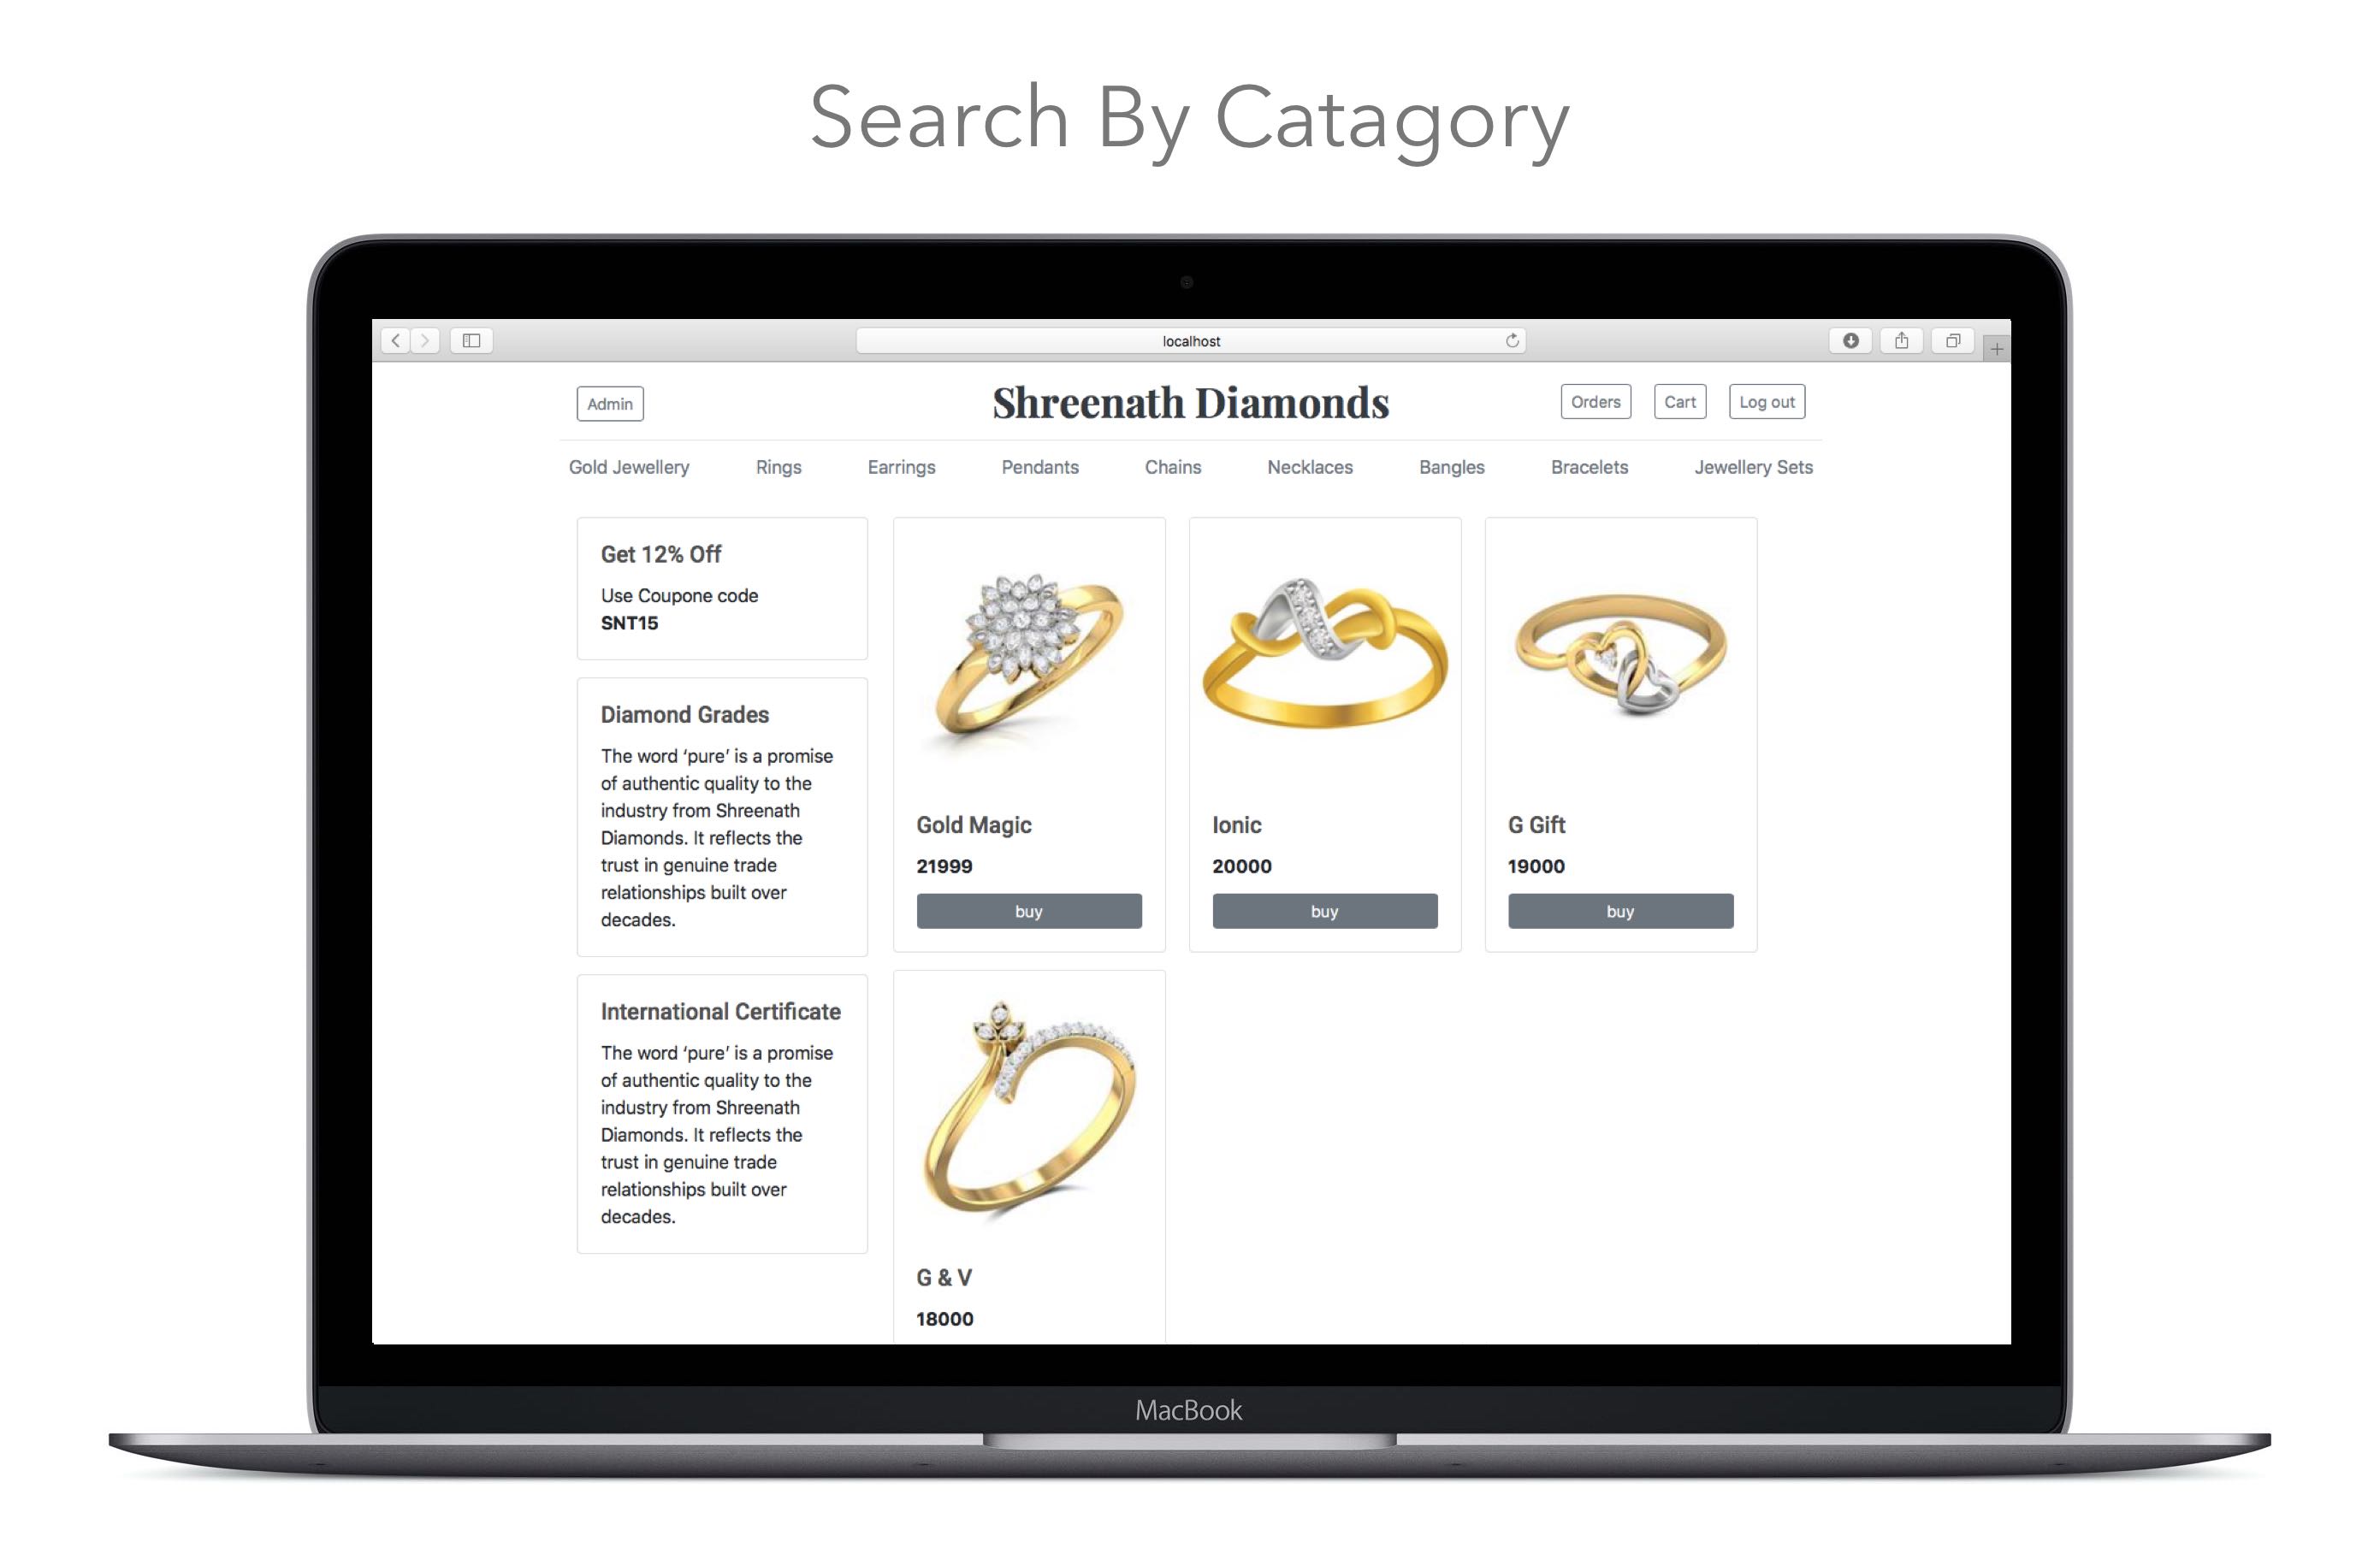 Search By Catagory
localhost
Admin
Shreenath Diamonds
Orders
Cart
Log out
Gold Jewellery
Rings
Earrings
Pendants
Chains
Necklaces
Bangles
Bracelets
Jewellery Sets
Get 12% Off
Use Coupone code
SNT15
Diamond Grades
The word ‘pure’ is a promise
of authentic quality to the
industry from Shreenath
Diamonds. It reflects the
trust in genuine trade
relationships built over
decades.
International Certificate
The word ‘pure’ is a promise
of authentic quality to the
industry from Shreenath
Diamonds. It reflects the
trust in genuine trade
relationships built over
decades.
Gold Magic
21999
buy
Ionic
20000
buy
G Gift
19000
buy
G & V
18000
MacBook